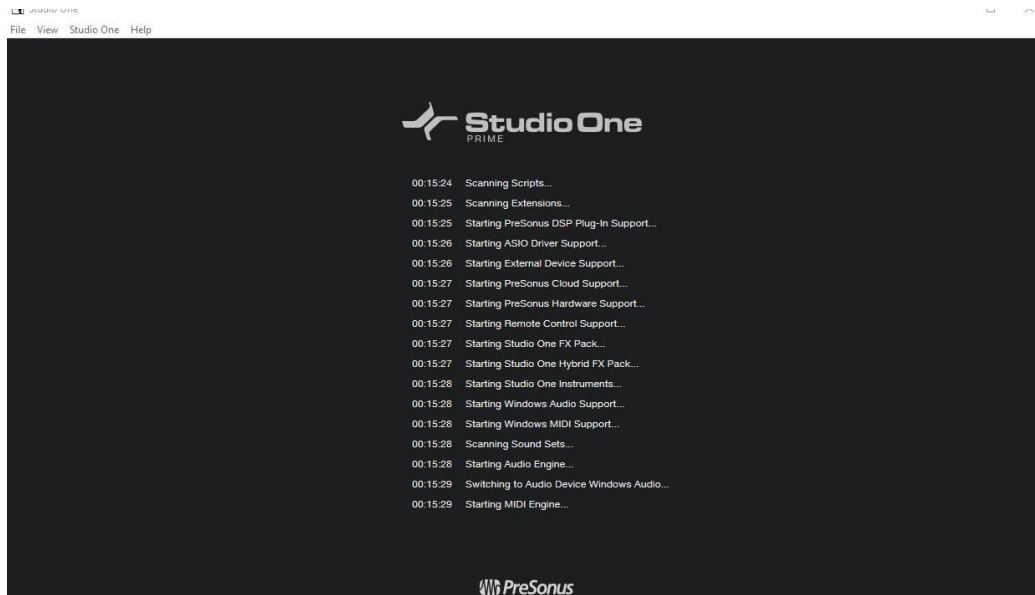 Studio One
File View Studio One Help
Studio One
PRIME
00:15:24 Scanning Scripts...
00:15:25 Scanning Extensions...
00:15:25 Starting PreSonus DSP Plug-In Support...
00:15:26 Starting ASIO Driver Support...
00:15:26 Starting External Device Support...
00:15:27 Starting PreSonus Cloud Support...
00:15:27 Starting PreSonus Hardware Support...
00:15:27 Starting Remote Control Support...
00:15:27 Starting Studio One FX Pack...
00:15:27 Starting Studio One Hybrid FX Pack...
00:15:28 Starting Studio One Instruments...
00:15:28 Starting Windows Audio Support...
00:15:28 Starting Windows MIDI Support...
00:15:28 Scanning Sound Sets...
00:15:28 Starting Audio Engine...
00:15:29 Switching to Audio Device Windows Audio...
00:15:29 Starting MIDI Engine...
PreSonus